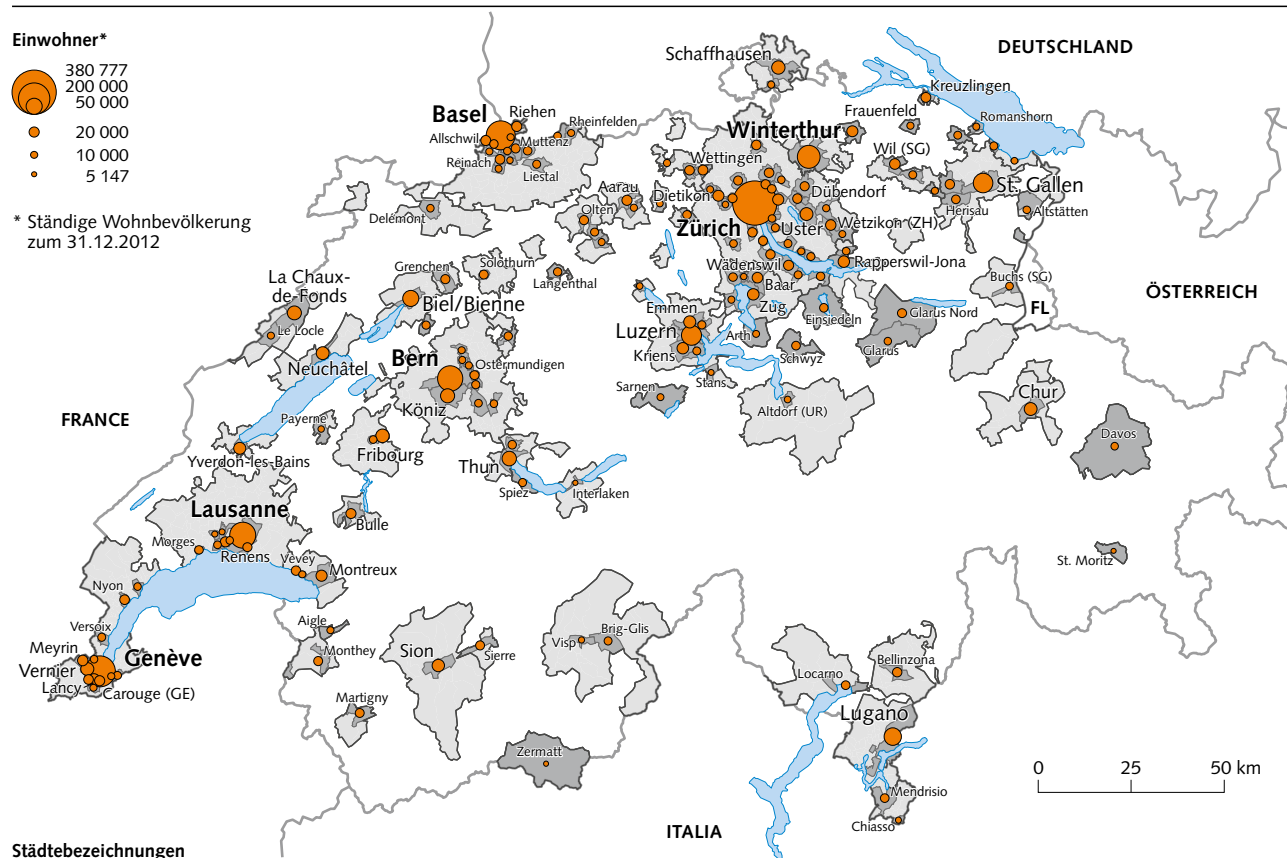 Einwohner*
380 777
200 000
50 000
20 000
10 000
5 147
* Ständige Wohnbevölkerung
zum 31.12.2012
DEUTSCHLAND
ÖSTERREICH
FL
FRANCE
ITALIA
Schaffhausen
Kreuzlingen
Frauenfeld
Romanshorn
Basel
Riehen
Rheinfelden
Allschwil
Muttenz
Reinach
Liestal
Winterthur
Wil (SG)
Wettingen
St. Gallen
Dübendorf
Dietikon
Herisau
Altstätten
Aarau
Olten
Delémont
Zürich
Uster
Wetzikon (ZH)
Rapperswil-Jona
Wädenswil
Grenchen
Solothurn
Langenthal
La Chaux-
de-Fonds
Biel/Bienne
Le Locle
Neuchâtel
Baar
Zug
Einsiedeln
Buchs (SG)
Emmen
Luzern
Kriens
Arth
Schwyz
Glarus Nord
Glarus
Bern
Ostermundigen
Köniz
Sarnen
Stans
Altdorf (UR)
Chur
Davos
Payerne
Fribourg
Yverdon-les-Bains
Thun
Spiez
Interlaken
Lausanne
Bulle
Morges
Renens
Vevey
Montreux
St. Moritz
Nyon
Versoix
Aigle
Meyrin
Genève
Vernier
Lancy
Carouge (GE)
Monthey
Sion
Sierre
Visp
Brig-Glis
Martigny
Zermatt
Locarno
Bellinzona
Lugano
Mendrisio
Chiasso
0 25 50 km
Städtebezeichnungen